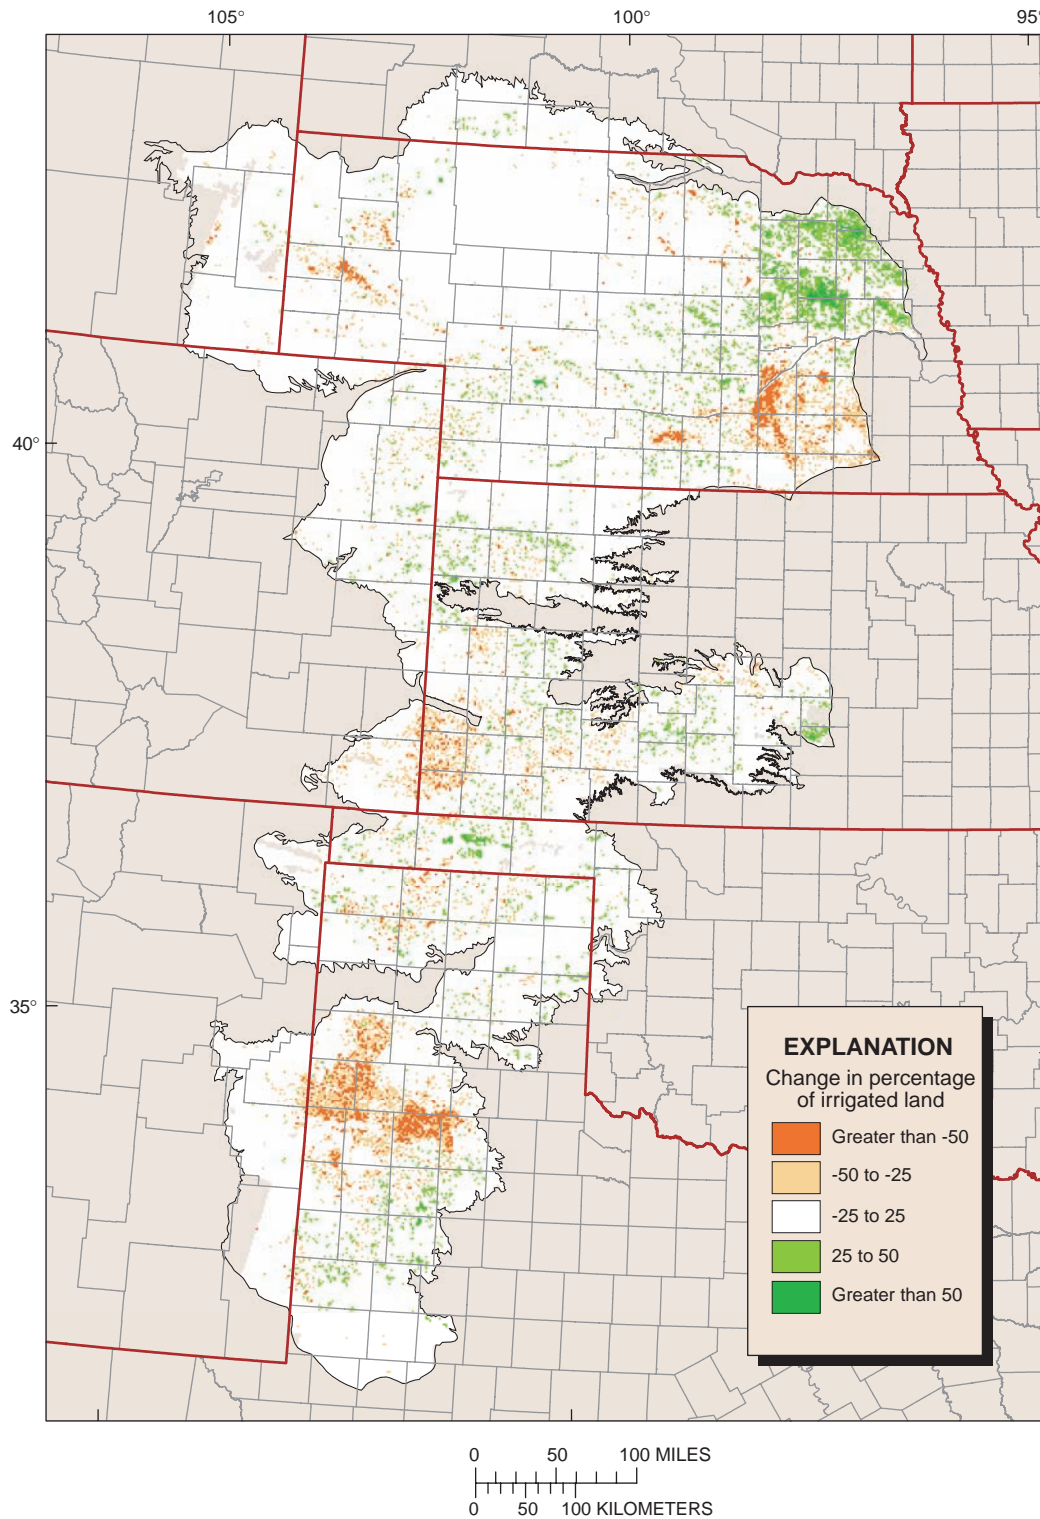 105°
100°
95°
40°
35°
EXPLANATION
Change in percentage
of irrigated land
Greater than -50
-50 to -25
-25 to 25
25 to 50
Greater than 50
0 50 100 MILES
0 50 100 KILOMETERS